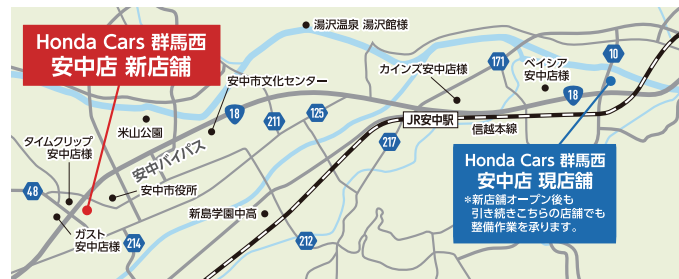 湯沢温泉 湯沢館様
Honda Cars 群馬西
安中店 新店舗
安中市文化センター
カインズ安中店様
171
ベイシア
安中店様
10
18
18
211
125
米山公園
JR安中駅
信越本線
217
タイムクリップ
安中店様
安中バイパス
Honda Cars 群馬西
安中店 現店舗
*新店舗オープン後も
引き続きこちらの店舗でも
整備作業を承ります。
48
安中市役所
新島学園中高
ガスト
安中店様
214
212